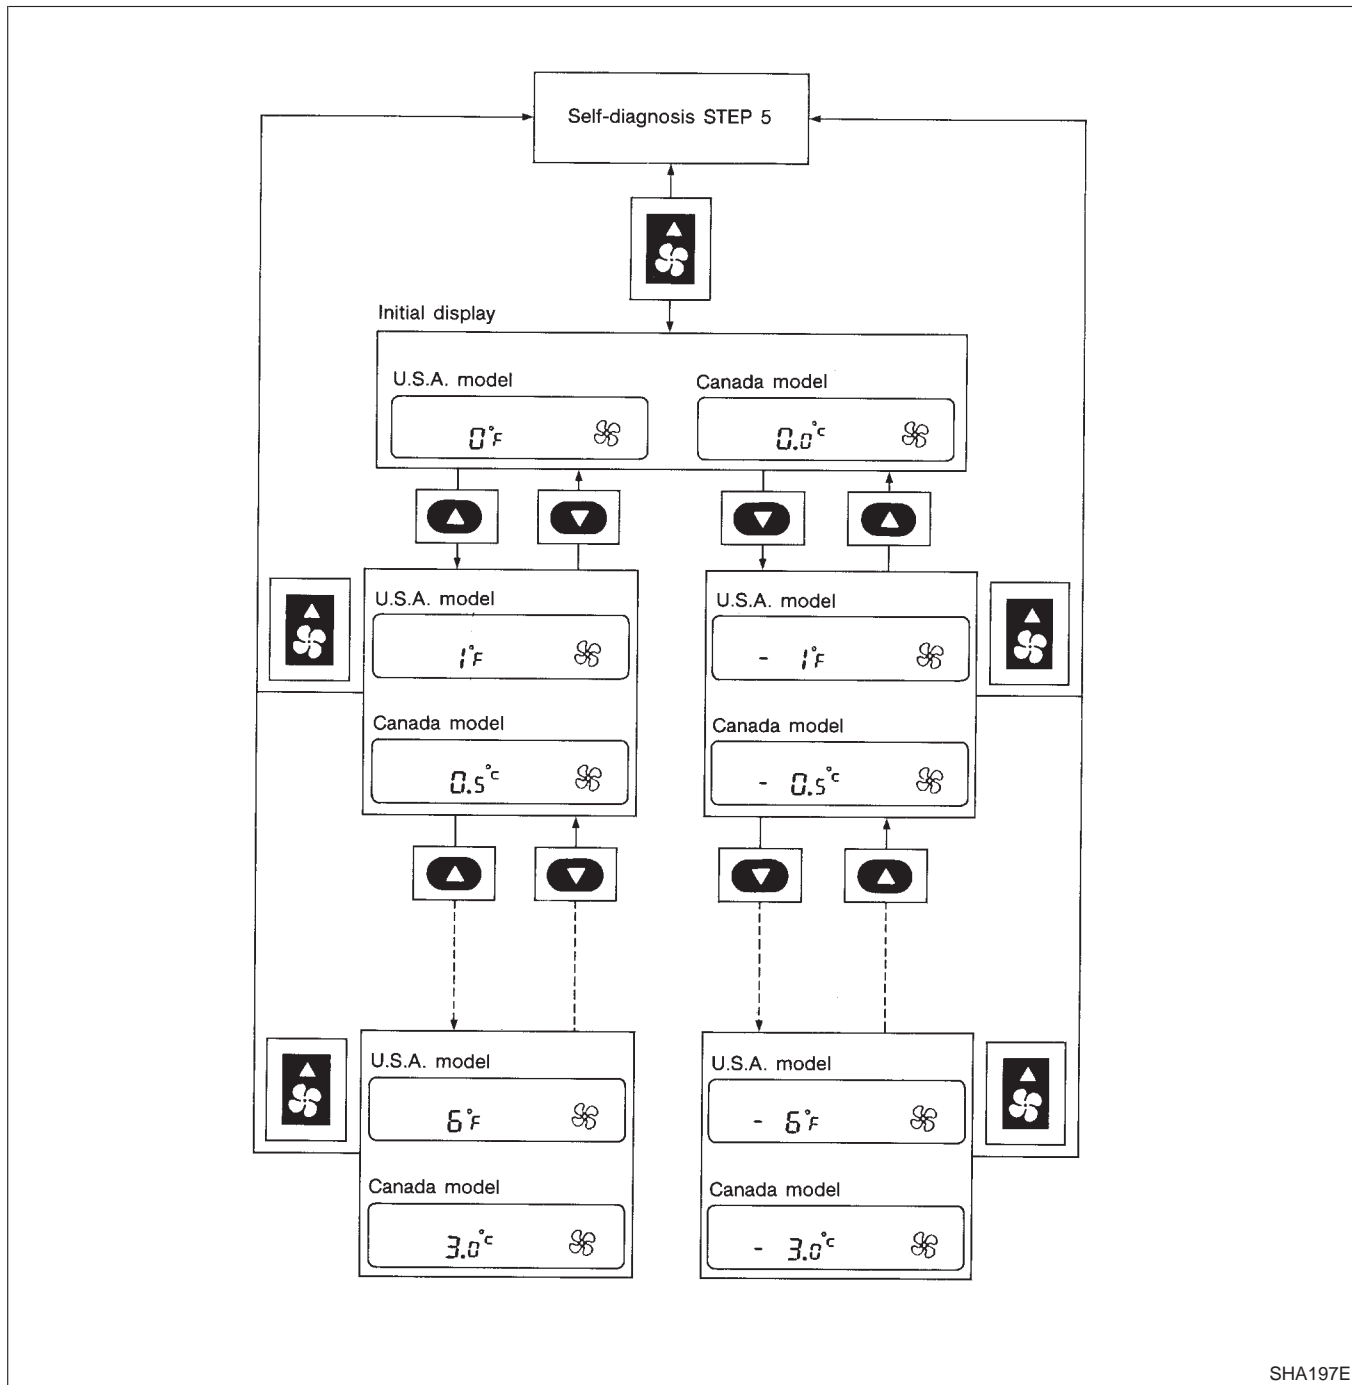 Self-diagnosis STEP 5
Initial display
U.S.A. model
Canada model
0°F
0.0°C
U.S.A. model
1°F
Canada model
0.5°C
U.S.A. model
- 1°F
Canada model
- 0.5°C
U.S.A. model
6°F
Canada model
3.0°C
U.S.A. model
- 6°F
Canada model
- 3.0°C
SHA197E